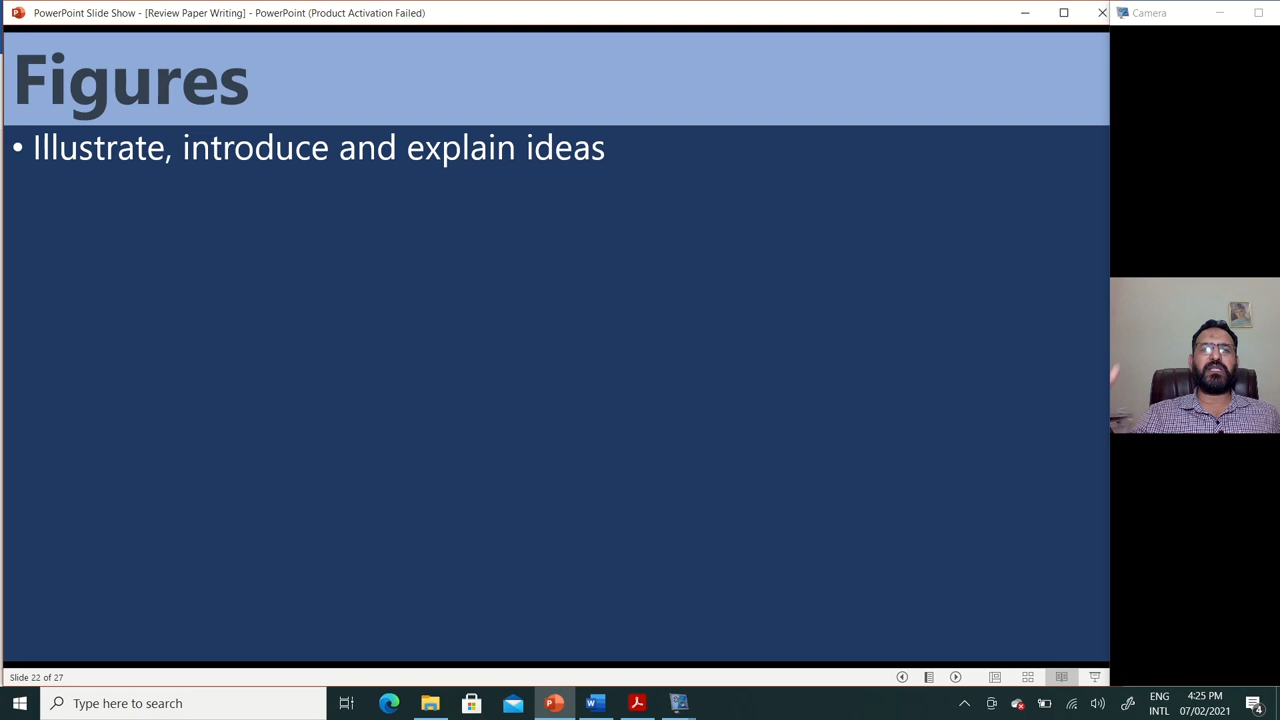 PowerPoint Slide Show - [Review Paper Writing] - PowerPoint (Product Activation Failed)
Camera
Figures
• Illustrate, introduce and explain ideas
Slide 22 of 27
Type here to search
ENG
INTL
4:25 PM
07/02/2021
4